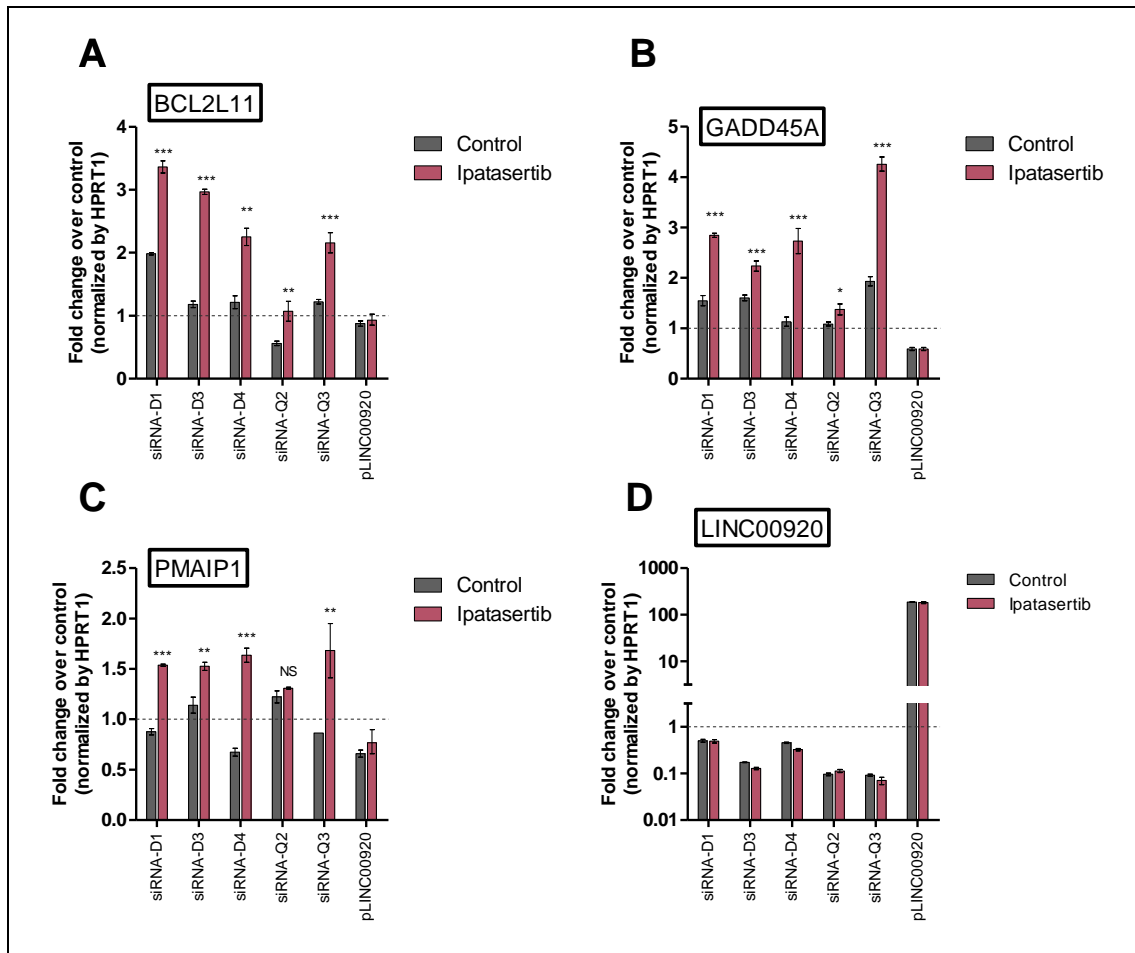 A
BCL2L11
Fold change over control
(normalized by HPRT1)
4
3
2
1
0
***
***
**
**
***
Control
Ipatasertib
siRNA-D1
siRNA-D3
siRNA-D4
siRNA-Q2
siRNA-Q3
pLINC00920
B
GADD45A
Fold change over control
(normalized by HPRT1)
5
4
3
2
1
0
***
***
***
*
***
Control
Ipatasertib
siRNA-D1
siRNA-D3
siRNA-D4
siRNA-Q2
siRNA-Q3
pLINC00920
C
PMAIP1
Fold change over control
(normalized by HPRT1)
2.5
2.0
1.5
1.0
0.5
0.0
***
**
***
NS
**
Control
Ipatasertib
siRNA-D1
siRNA-D3
siRNA-D4
siRNA-Q2
siRNA-Q3
pLINC00920
D
LINC00920
Fold change over control
(normalized by HPRT1)
1000
100
10
1
0.1
0.01
Control
Ipatasertib
siRNA-D1
siRNA-D3
siRNA-D4
siRNA-Q2
siRNA-Q3
pLINC00920